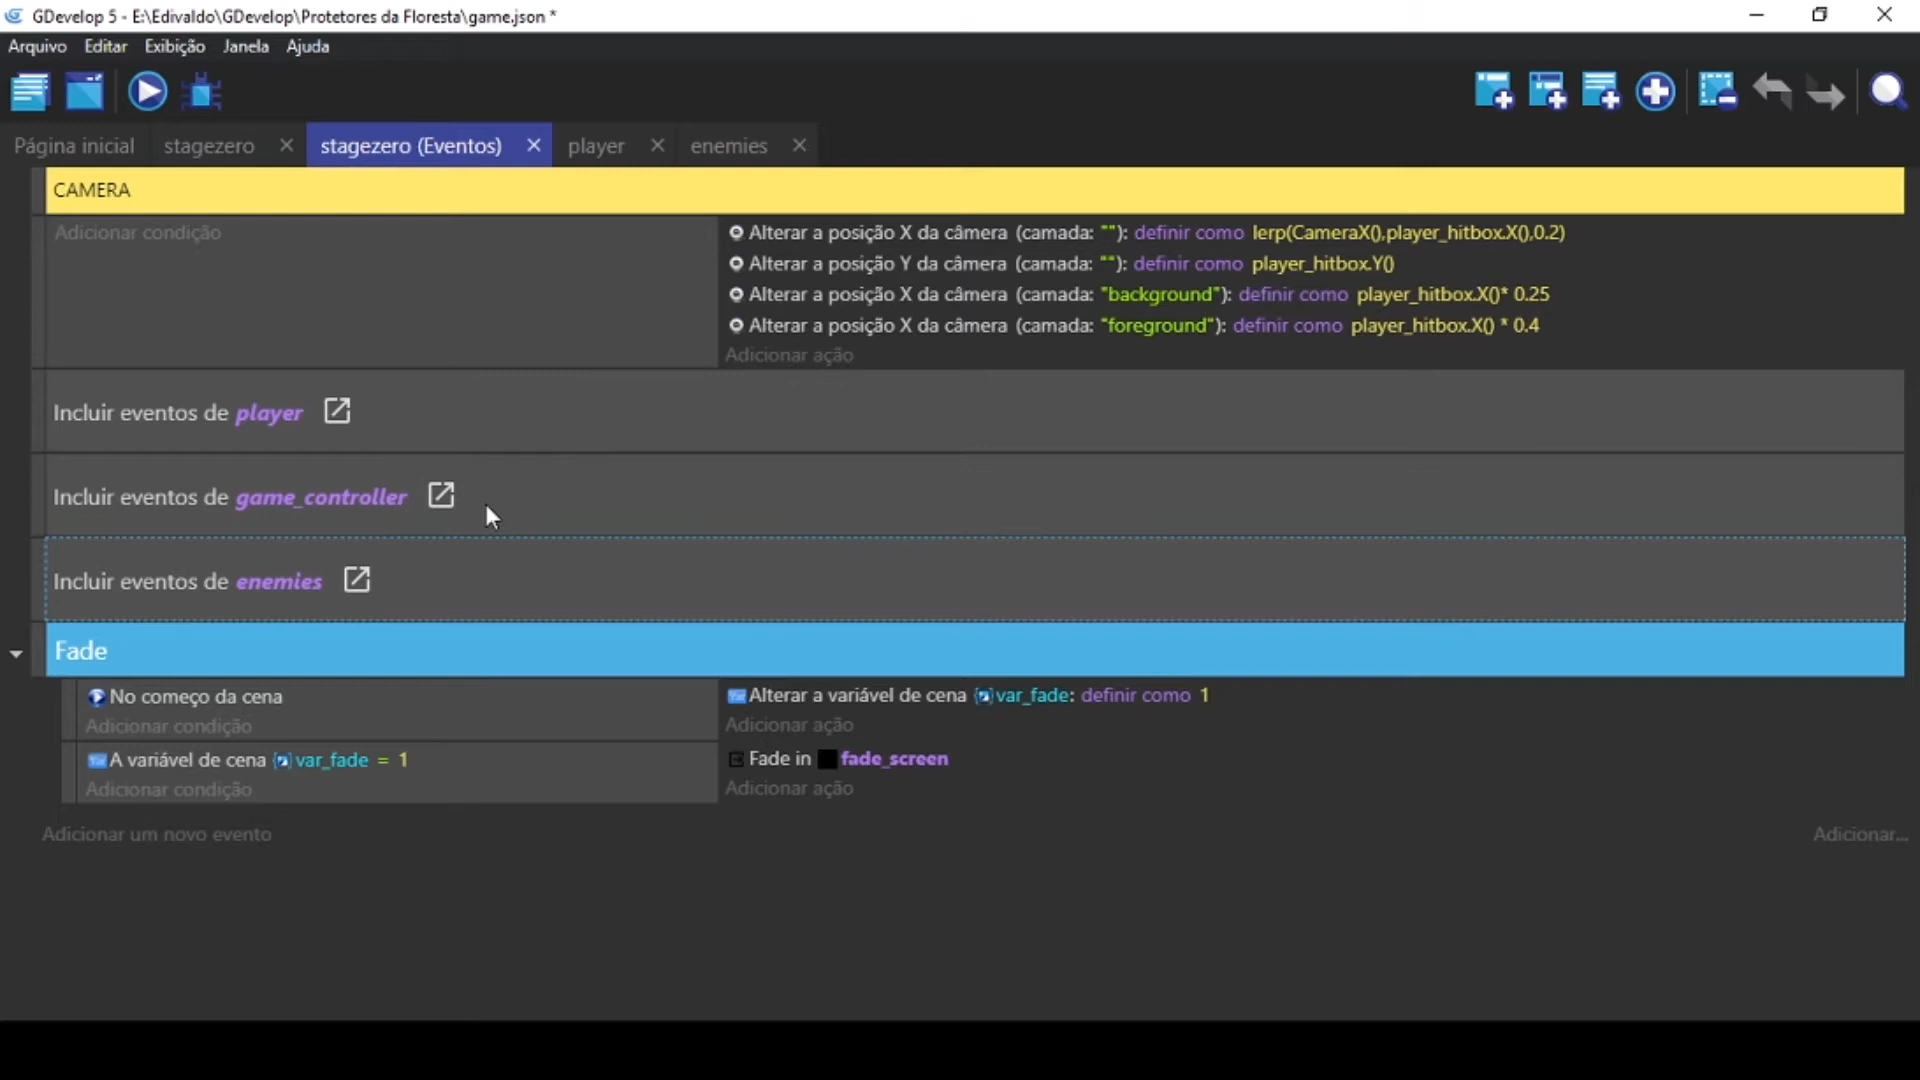 GDevelop 5 - E:\Edivaldo\GDevelop\Protetores da Floresta\game.json *
Arquivo Editar Exibição Janela Ajuda
Página inicial stagezero stagezero (Eventos) player enemies
CAMERA
Adicionar condição
Alterar a posição X da câmera (camada: ""): definir como lerp(CameraX(),player_hitbox.X(),0.2)
Alterar a posição Y da câmera (camada: ""): definir como player_hitbox.Y()
Alterar a posição X da câmera (camada: "background"): definir como player_hitbox.X()* 0.25
Alterar a posição X da câmera (camada: "foreground"): definir como player_hitbox.X() * 0.4
Adicionar ação
Incluir eventos de player
Incluir eventos de game_controller
Incluir eventos de enemies
Fade
No começo da cena
Adicionar condição
Alterar a variável de cena var_fade: definir como 1
Adicionar ação
A variável de cena var_fade = 1
Adicionar condição
Fade in fade_screen
Adicionar ação
Adicionar um novo evento
Adicionar...